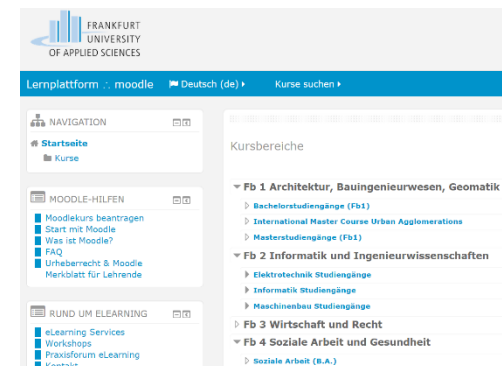 FRANKFURT
UNIVERSITY
OF APPLIED SCIENCES
Lernplattform ∴ moodle Deutsch (de) Kurse suchen
NAVIGATION
Startseite
Kurse
MOODLE-HILFEN
Moodlekurs beantragen
Start mit Moodle
Was ist Moodle?
FAQ
Urheberrecht & Moodle
Merkblatt für Lehrende
RUND UM ELEARNING
eLearning Services
Workshops
Praxisforum eLearning
Kontakt
Kursbereiche
Fb 1 Architektur, Bauingenieurwesen, Geomatik
Bachelorstudiengänge (Fb1)
International Master Course Urban Agglomerations
Masterstudiengänge (Fb1)
Fb 2 Informatik und Ingenieurwissenschaften
Elektrotechnik Studiengänge
Informatik Studiengänge
Maschinenbau Studiengänge
Fb 3 Wirtschaft und Recht
Fb 4 Soziale Arbeit und Gesundheit
Soziale Arbeit (B.A.)